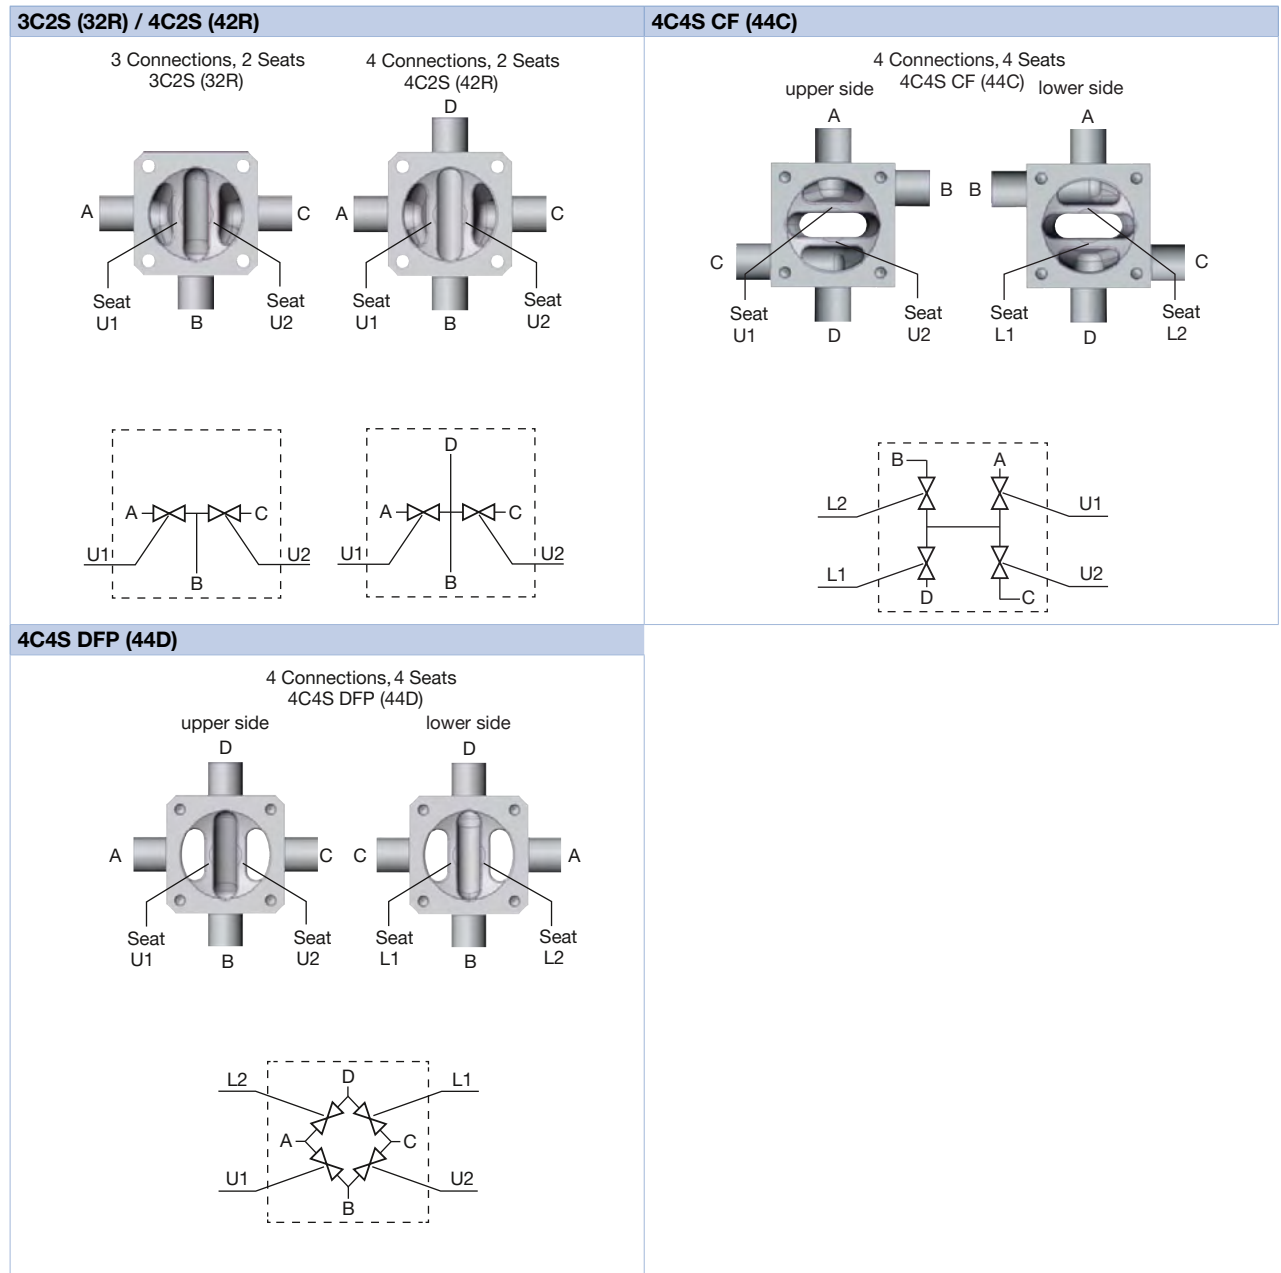 3C2S (32R) / 4C2S (42R)
3 Connections, 2 Seats
3C2S (32R)
A
C
Seat
U1
B
Seat
U2
4 Connections, 2 Seats
4C2S (42R)
D
A
C
Seat
U1
B
Seat
U2
A
C
U1
U2
B
D
A
C
U1
U2
B
4C4S CF (44C)
4 Connections, 4 Seats
4C4S CF (44C)
upper side
A
B
C
Seat
U1
D
Seat
U2
lower side
A
B
C
Seat
L1
D
Seat
L2
B
A
L2
U1
L1
U2
D
C
4C4S DFP (44D)
4 Connections, 4 Seats
4C4S DFP (44D)
upper side
D
A
C
Seat
U1
B
Seat
U2
lower side
D
C
A
Seat
L1
B
Seat
L2
L2
D
L1
A
C
U1
U2
B